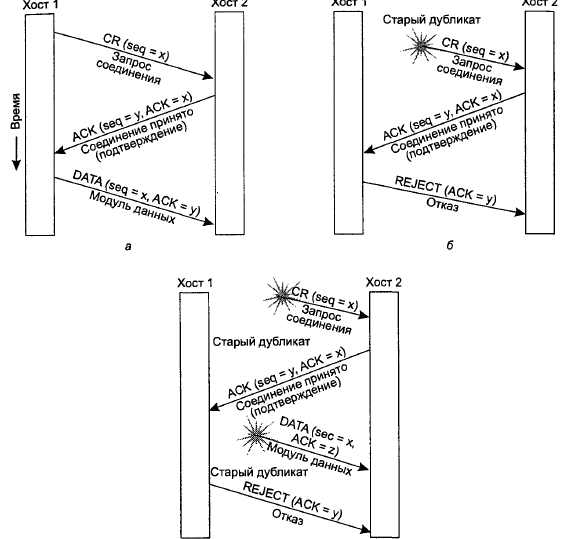 Хост 1
Хост 2
CR (seq = x)
Запрос
соединения
ACK (seq = y, ACK = x)
Соединение принято
(подтверждение)
Время
DATA (seq = x, ACK = y)
Модуль данных
а
Хост 1
Хост 2
Старый дубликат
CR (seq = x)
Запрос
соединения
ACK (seq = y, ACK = x)
Соединение принято
(подтверждение)
REJECT (ACK = y)
Отказ
б
Хост 1
Хост 2
CR (seq = x)
Запрос
соединения
Старый дубликат
ACK (seq = y, ACK = x)
Соединение принято
(подтверждение)
DATA (sec = x,
ACK = z)
Модуль данных
Старый дубликат
REJECT (ACK = y)
Отказ